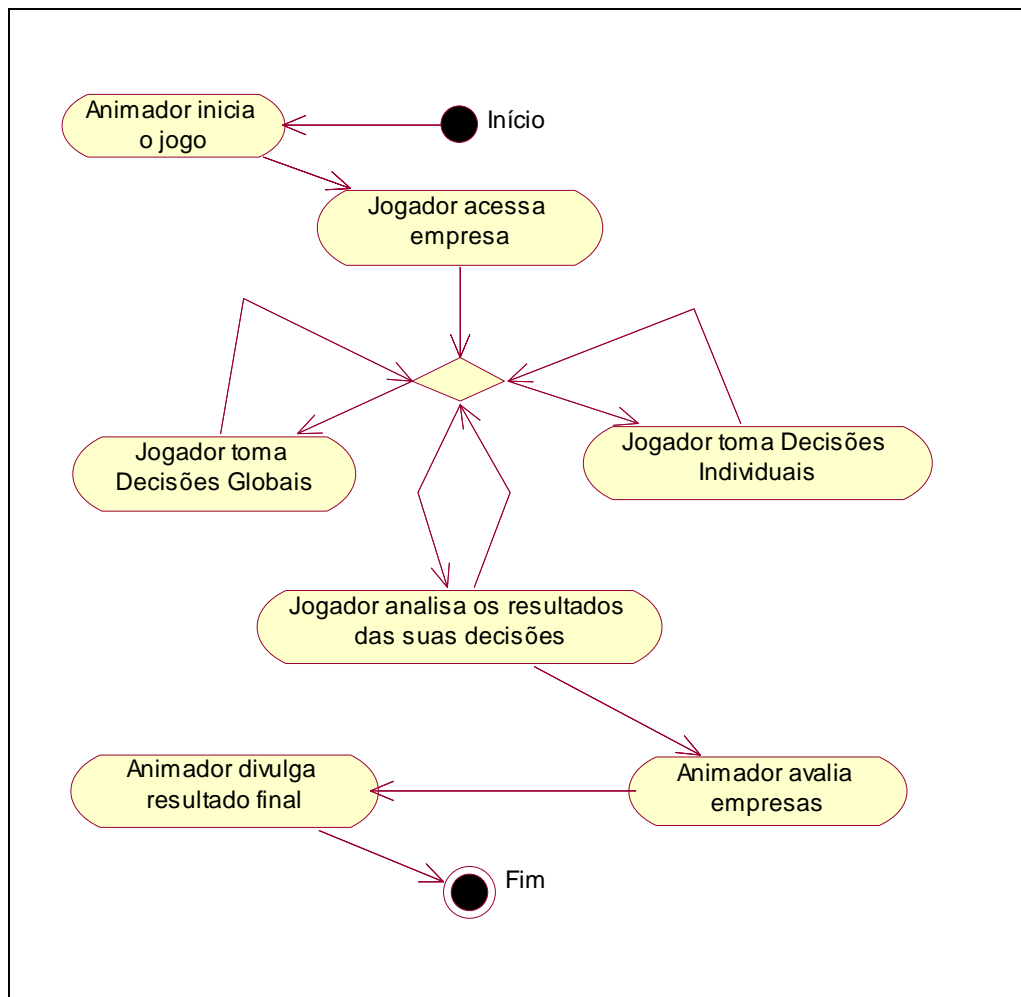 Início
Animador inicia
o jogo
Jogador acessa
empresa
Jogador toma
Decisões Globais
Jogador toma Decisões
Individuais
Jogador analisa os resultados
das suas decisões
Animador avalia
empresas
Animador divulga
resultado final
Fim